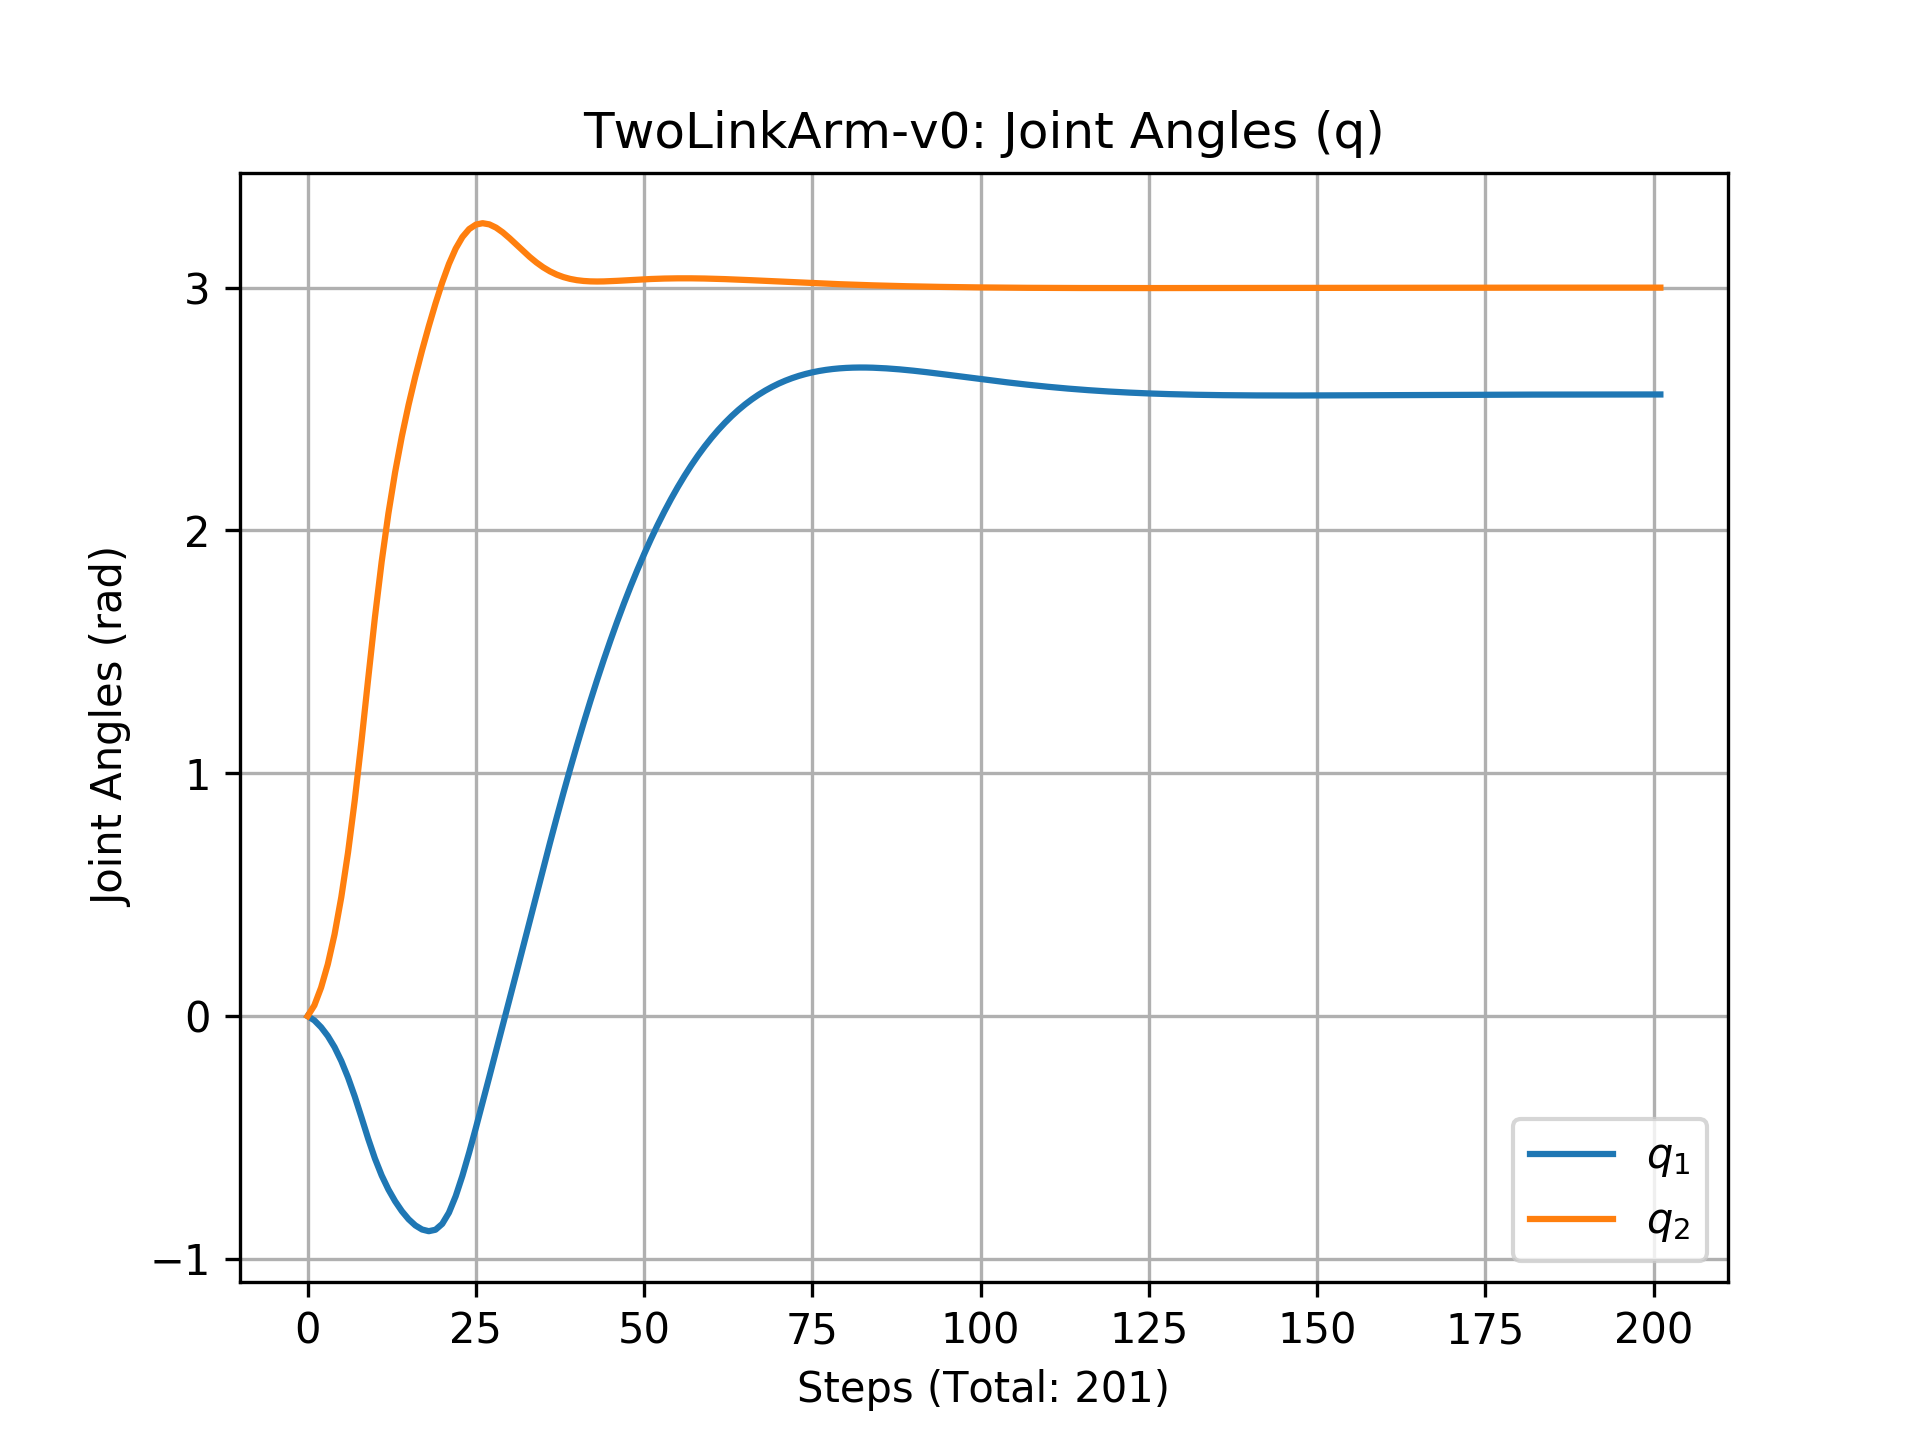 TwoLinkArm-v0: Joint Angles (q)
Joint Angles (rad)
3
2
1
0
−1
0 25 50 75 100 125 150 175 200
Steps (Total: 201)
q₁
q₂